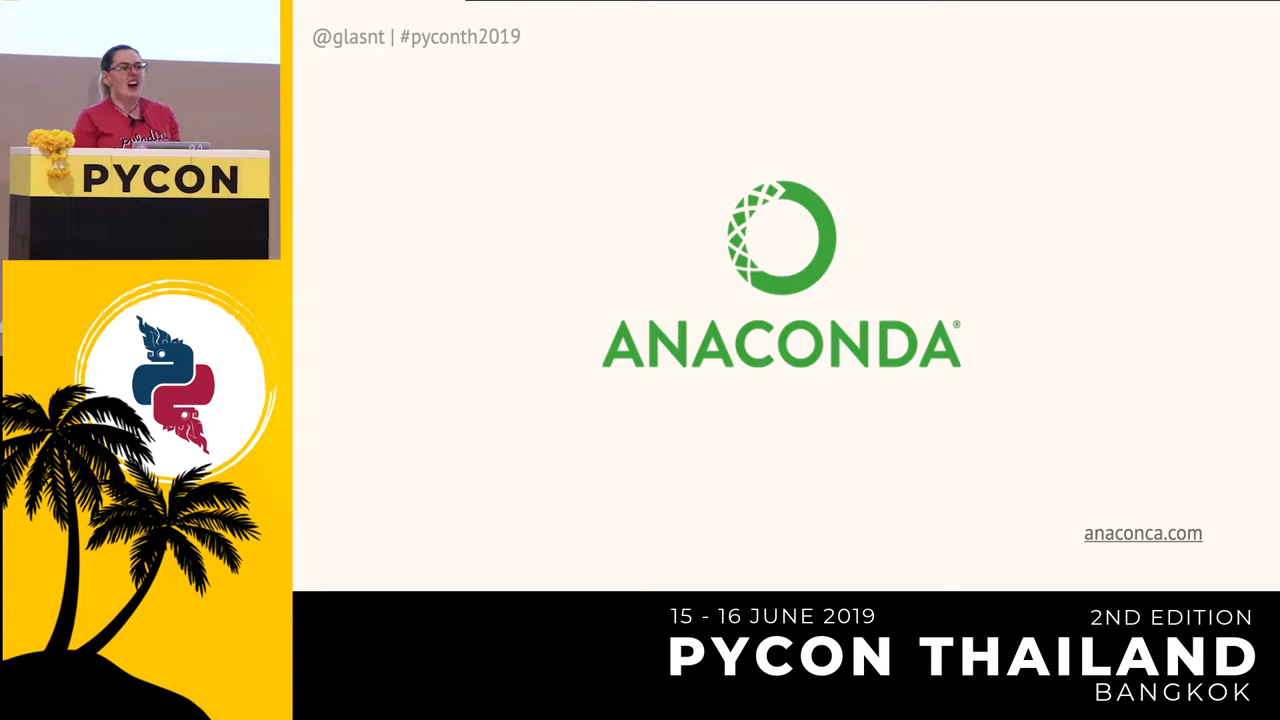 @glasnt | #pyconth2019
PYCON
ANACONDA®
anaconca.com
15 - 16 JUNE 2019
2ND EDITION
PYCON THAILAND
BANGKOK